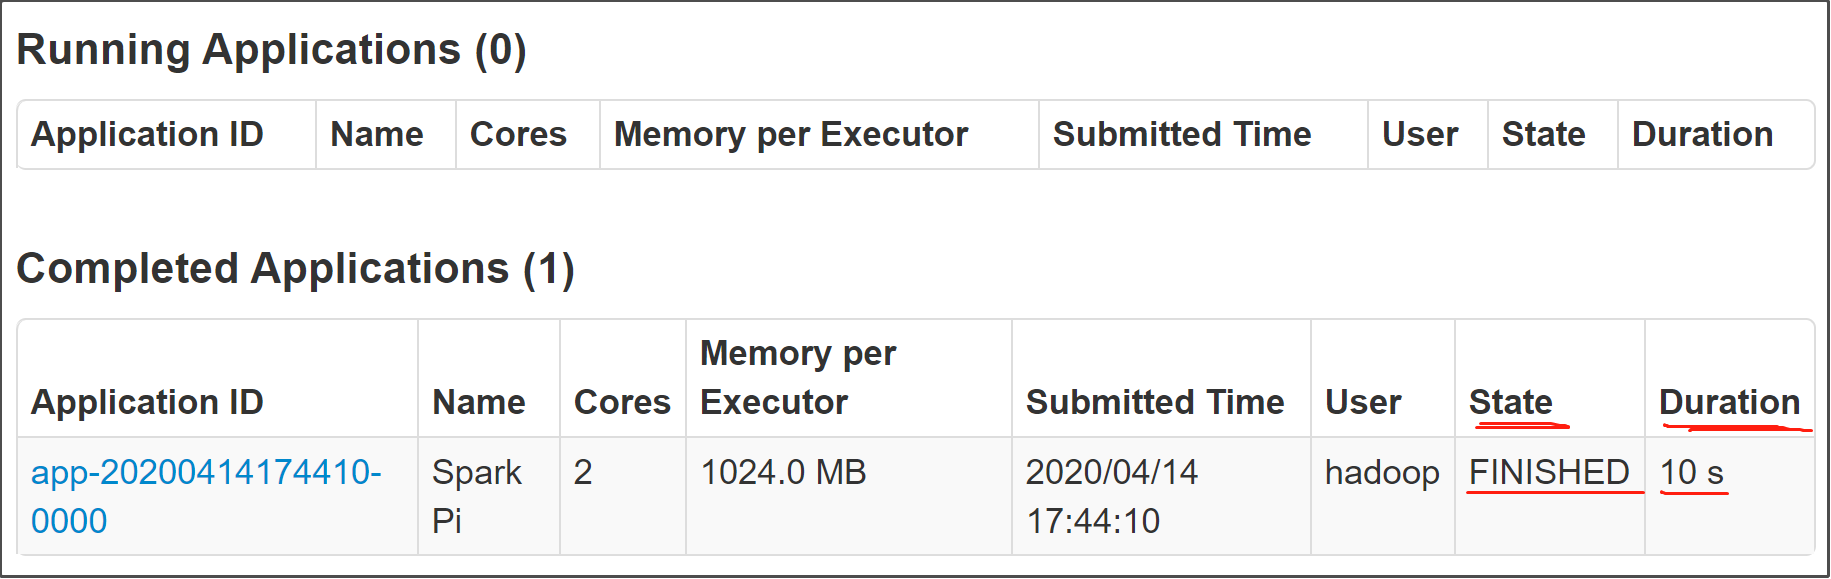 Running Applications (0)
Application ID Name Cores Memory per Executor Submitted Time User State Duration
Completed Applications (1)
Memory per
Application ID Name Cores Executor Submitted Time User State Duration
app-20200414174410- Spark 2 1024.0 MB 2020/04/14 hadoop FINISHED 10 s
0000 Pi 17:44:10